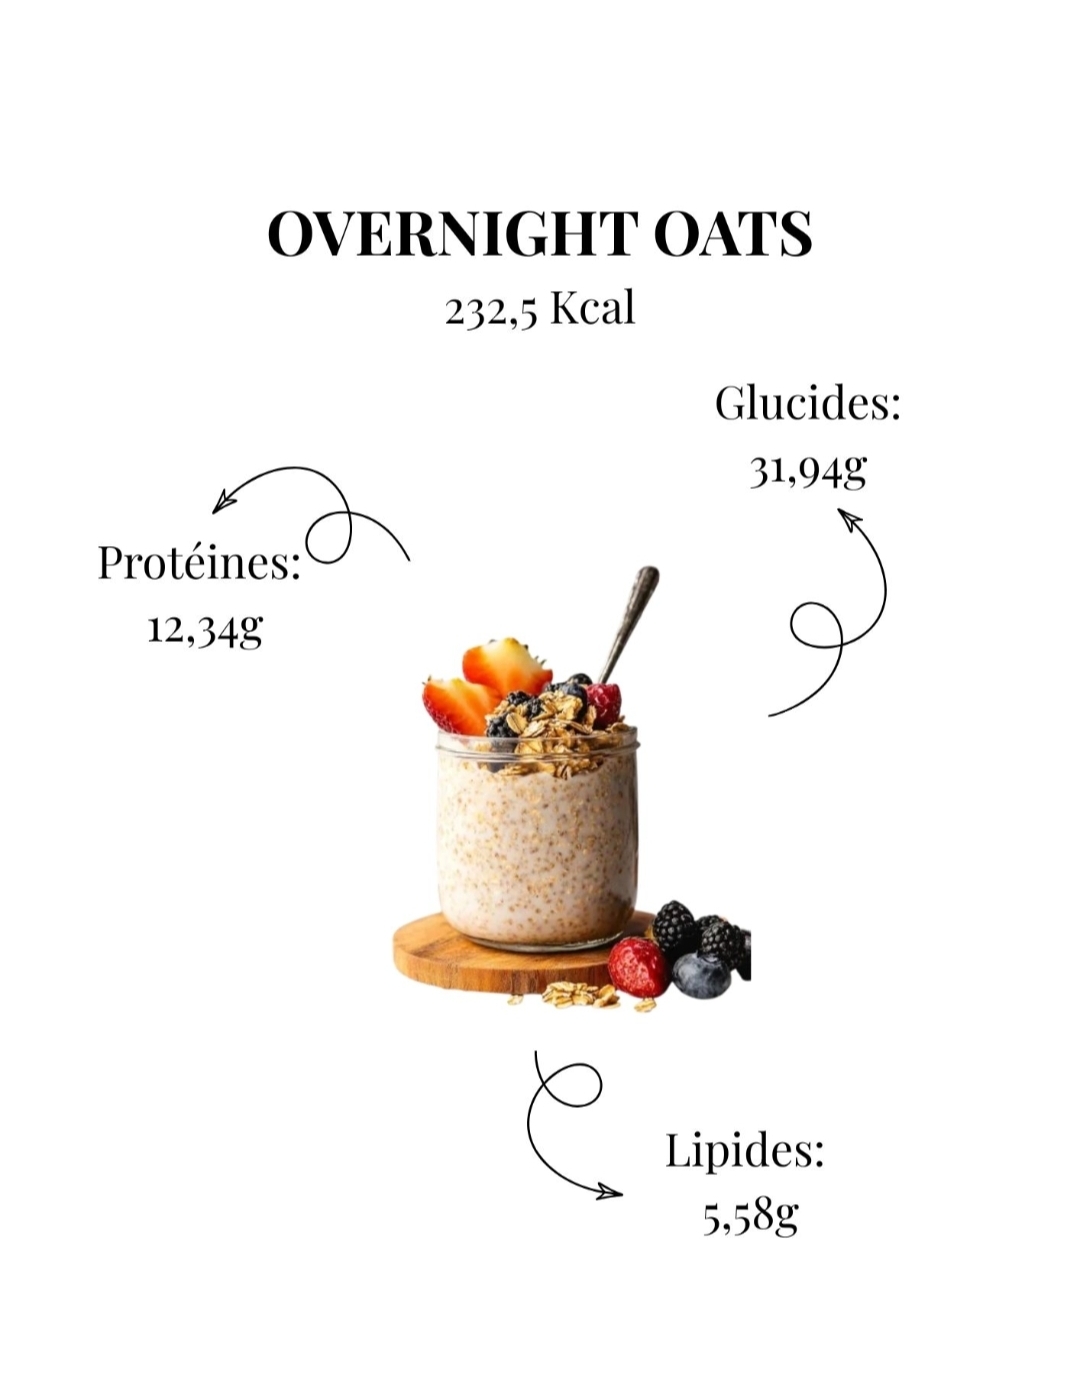 OVERNIGHT OATS
232,5 Kcal
Glucides:
31,94g
Protéines:
12,34g
Lipides:
5,58g